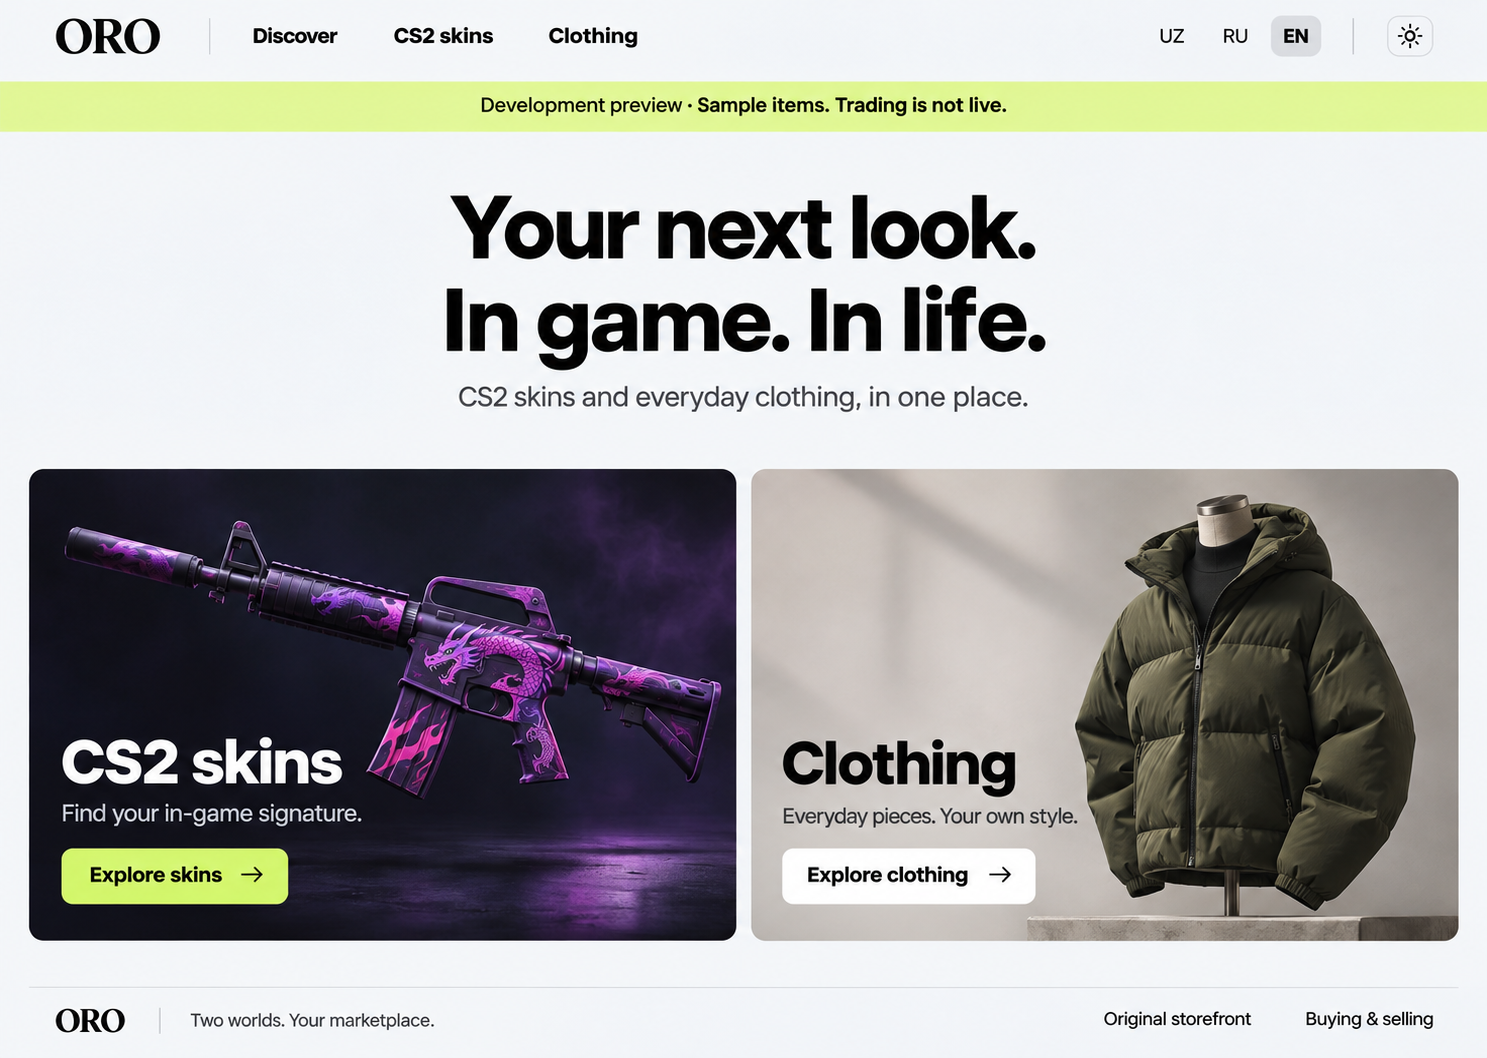 ORO
Discover
CS2 skins
Clothing
UZ
RU
EN
Development preview · Sample items. Trading is not live.
Your next look.
In game. In life.
CS2 skins and everyday clothing, in one place.
CS2 skins
Find your in-game signature.
Explore skins →
Clothing
Everyday pieces. Your own style.
Explore clothing →
ORO
Two worlds. Your marketplace.
Original storefront
Buying & selling